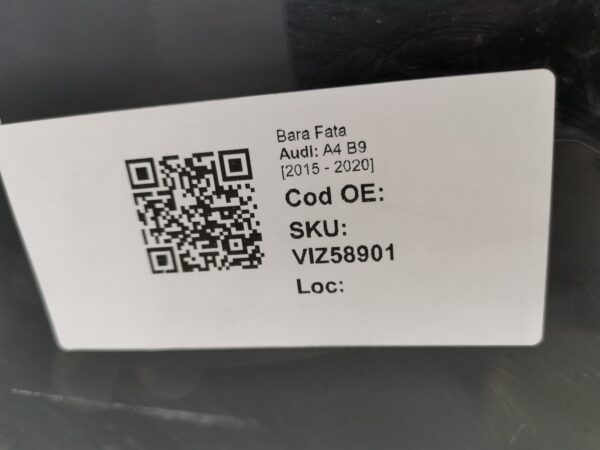 Bara Fata
Audi: A4 B9
[2015 - 2020]
Cod OE:
SKU:
VIZ58901
Loc: